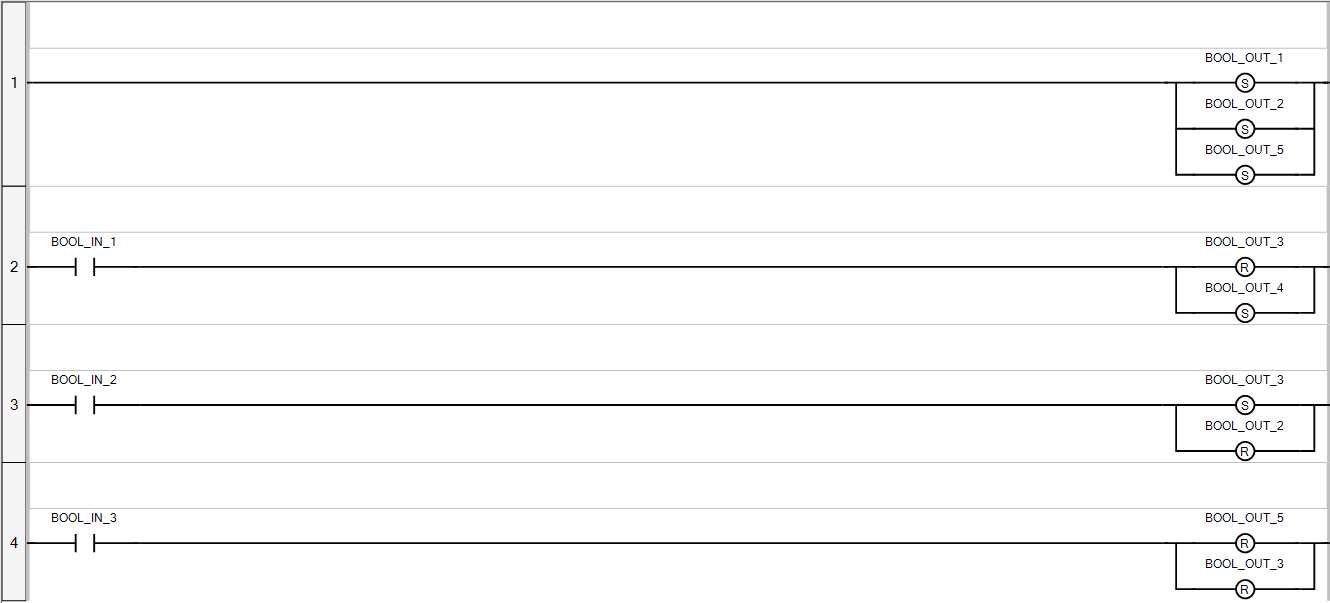 BOOL_OUT_1
1
S
BOOL_OUT_2
S
BOOL_OUT_5
S
BOOL_IN_1 BOOL_OUT_3
2
R
BOOL_OUT_4
S
BOOL_IN_2 BOOL_OUT_3
3
S
BOOL_OUT_2
R
BOOL_IN_3 BOOL_OUT_5
4
R
BOOL_OUT_3
R